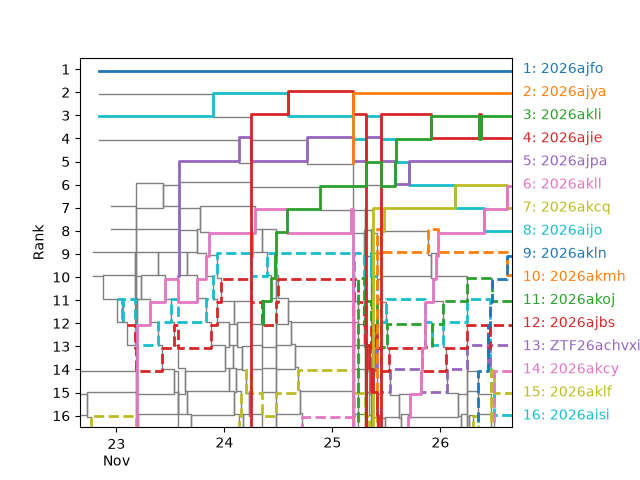 1
2
3
4
5
6
7
8
9
10
11
12
13
14
15
16
Rank
23
24
25
26
Nov
1: 2026ajfo
2: 2026ajya
3: 2026akli
4: 2026ajie
5: 2026ajpa
6: 2026akll
7: 2026akcq
8: 2026aijo
9: 2026akln
10: 2026akmh
11: 2026akoj
12: 2026ajbs
13: ZTF26achvxi
14: 2026akcy
15: 2026aklf
16: 2026aisi